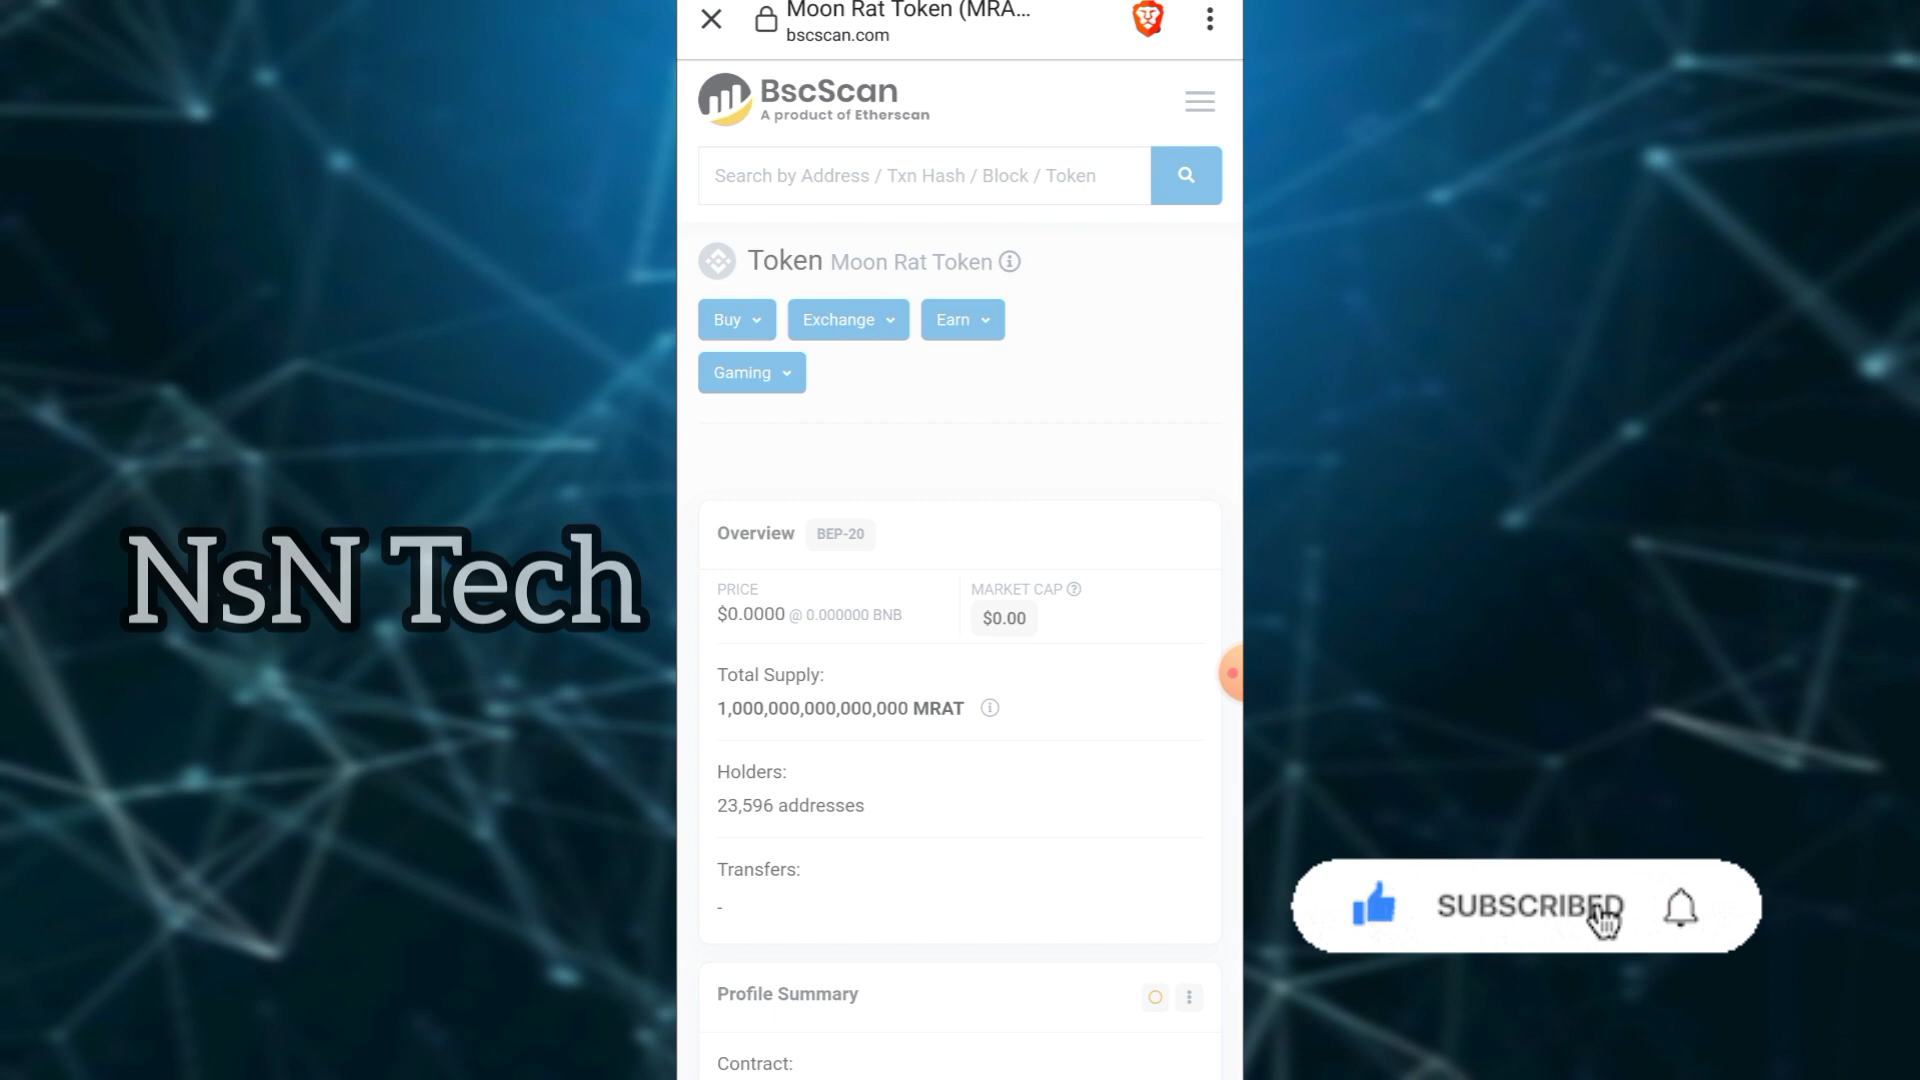 Moon Rat Token (MRA...
bscscan.com
BscScan
A product of Etherscan
Search by Address / Txn Hash / Block / Token
Token Moon Rat Token
Buy
Exchange
Earn
Gaming
Overview BEP-20
PRICE
$0.0000 @ 0.000000 BNB
MARKET CAP
$0.00
Total Supply:
1,000,000,000,000,000 MRAT
Holders:
23,596 addresses
Transfers:
-
Profile Summary
Contract:
NsN Tech
SUBSCRIBED